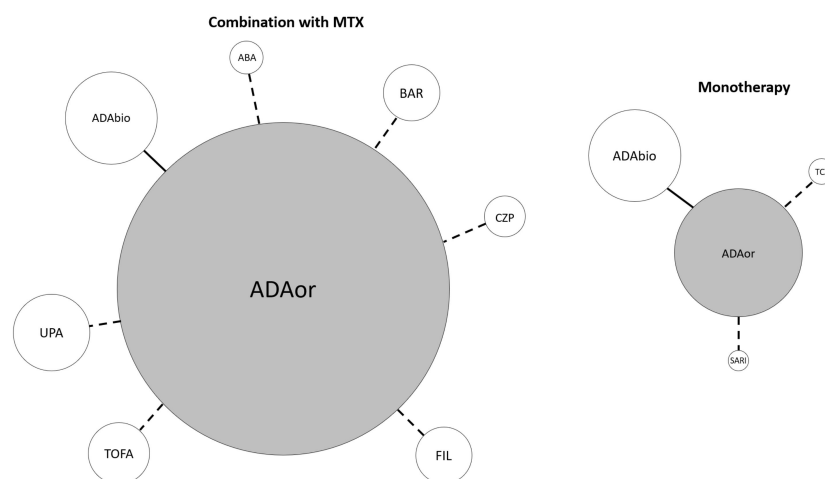 Combination with MTX
ABA
BAR
ADAbio
CZP
ADAor
UPA
TOFA
FIL
Monotherapy
ADAbio
ADAor
SARI